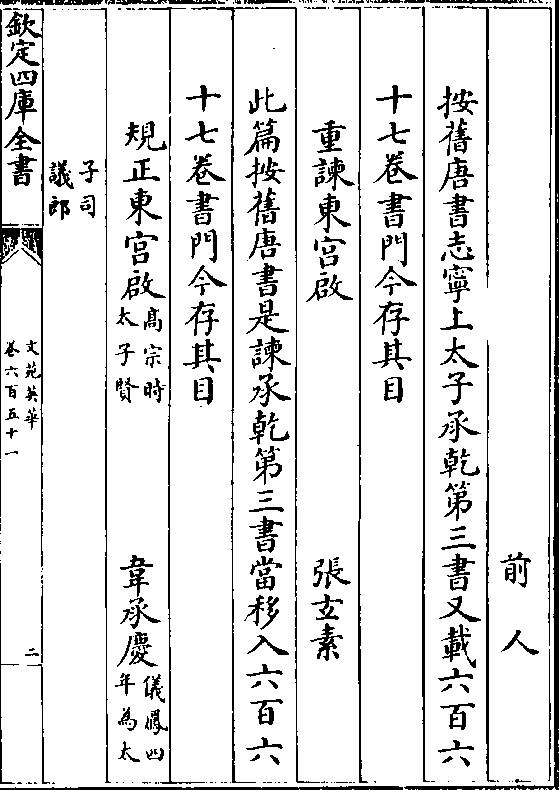 前人
按舊唐書志寧上太子承乾第三書又載六百六
十七卷書門今存其目
重諫東宮啟 張玄素
此篇按舊唐書是諫承乾第三書當移入六百六
十七卷書門今存其目
規正東宮啟 高宗時太子賢 韋承慶 儀鳳四年為太
子司議郎
欽定四庫全書 文苑英華 卷六百五十一 二